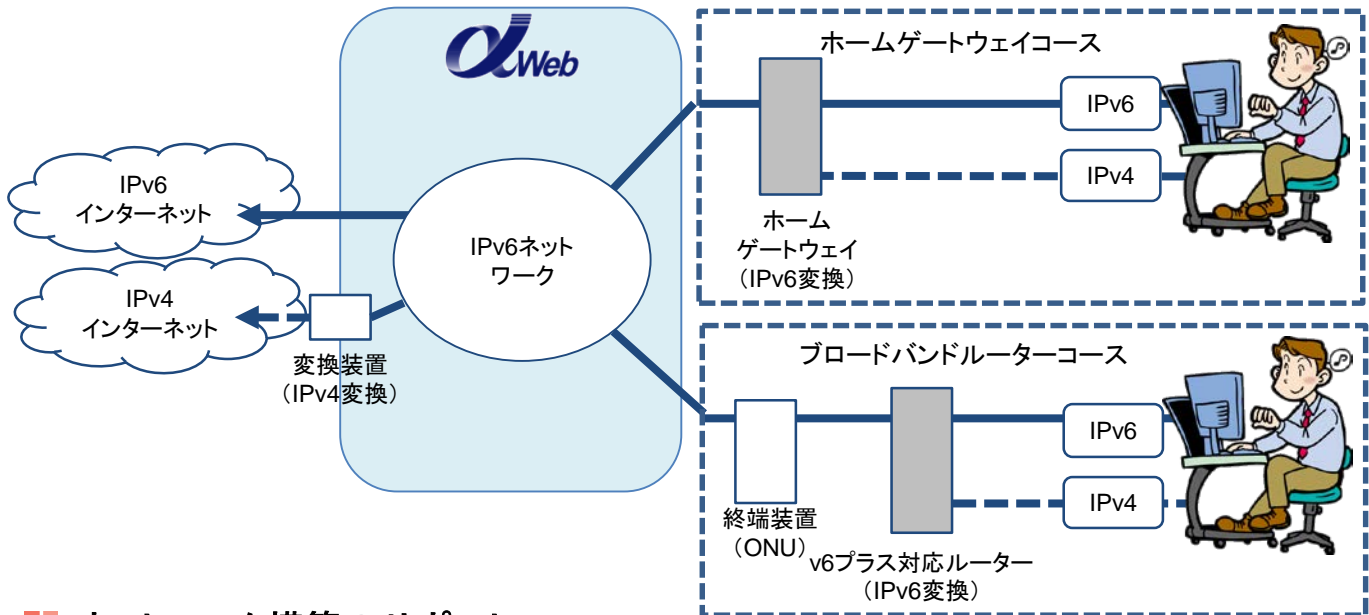 αWeb
IPv6
インターネット
IPv4
インターネット
変換装置
（IPv4変換）
IPv6ネット
ワーク
ホームゲートウェイコース
IPv6
IPv4
ホーム
ゲートウェイ
（IPv6変換）
ブロードバンドルーターコース
IPv6
IPv4
終端装置
（ONU）
v6プラス対応ルーター
（IPv6変換）